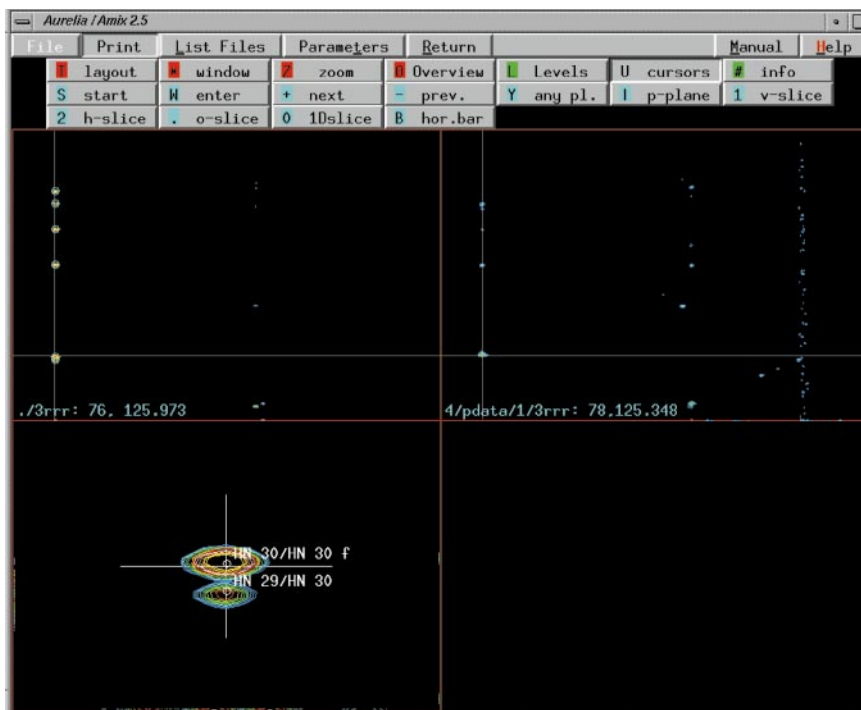 Aurelia /Amix 2.5
File Print List Files Parameters Return Manual Help
T layout * window Z zoom O Overview L Levels U cursors # info
S start W enter + next - prev. Y any pl. I p-plane 1 v-slice
2 h-slice . o-slice 0 1Dslice B hor.bar
./3rrr: 76, 125.973
4/pdata/1/3rrr: 78,125.348
HN 30/HN 30 f
HN 29/HN 30